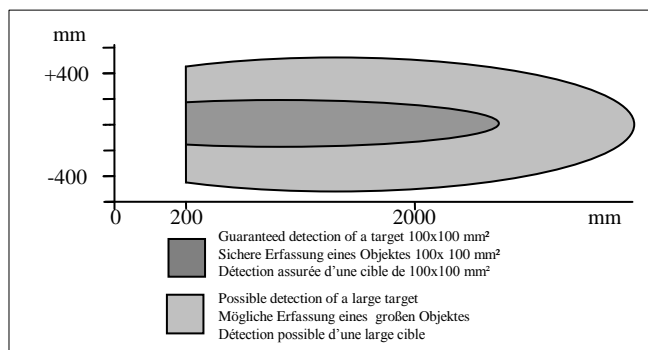 mm
+400
-400
0 200 2000 mm
Guaranteed detection of a target 100x100 mm²
Sichere Erfassung eines Objektes 100x 100 mm²
Détection assurée d'une cible de 100x100 mm²
Possible detection of a large target
Mögliche Erfassung eines großen Objektes
Détection possible d'une large cible